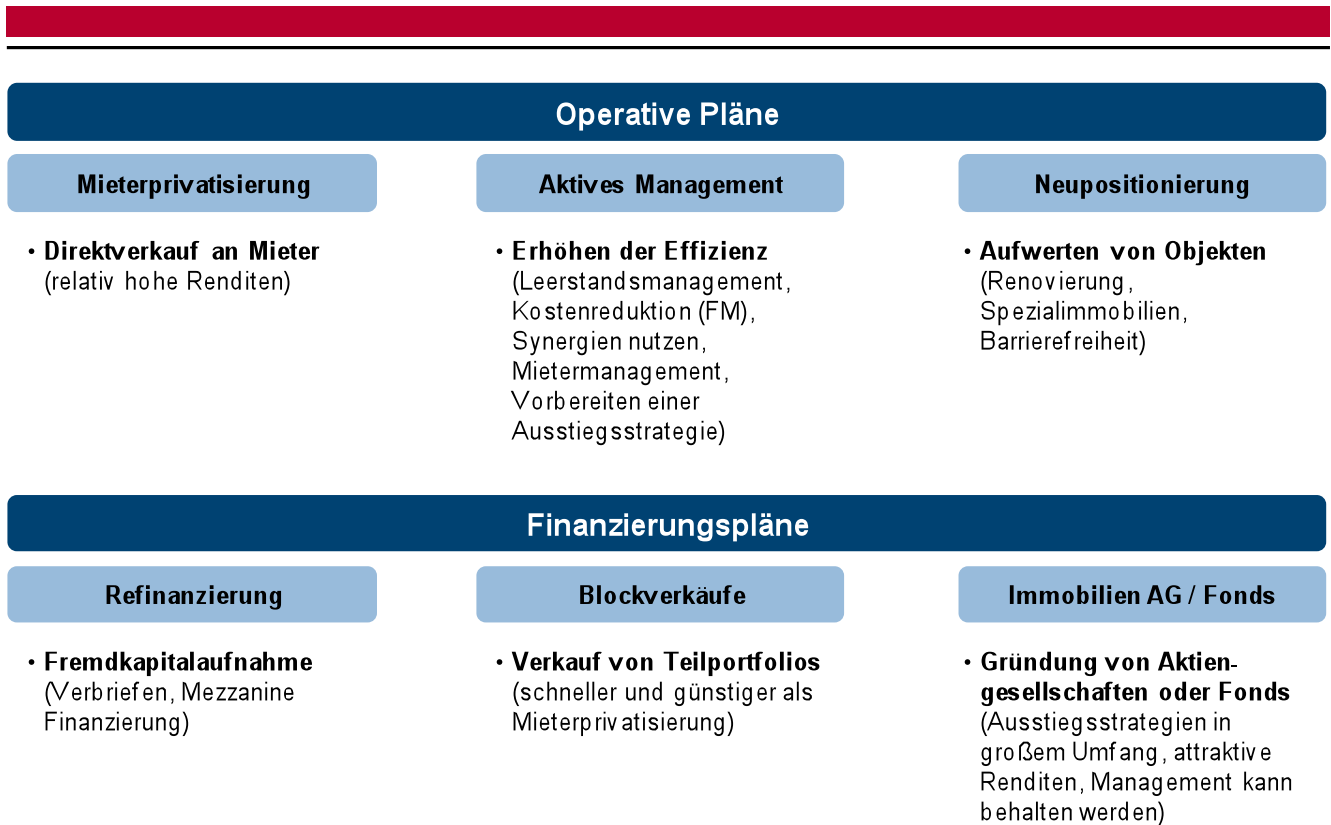 Operative Pläne
Mieterprivatisierung
• Direktverkauf an Mieter
(relativ hohe Renditen)
Aktives Management
• Erhöhen der Effizienz
(Leerstandsmanagement,
Kostenreduktion (FM),
Synergien nutzen,
Mietermanagement,
Vorbereiten einer
Ausstiegsstrategie)
Neupositionierung
• Aufwerten von Objekten
(Renovierung,
Spezialimmobilien,
Barrierefreiheit)
Finanzierungspläne
Refinanzierung
• Fremdkapitalaufnahme
(Verbriefen, Mezzanine
Finanzierung)
Blockverkäufe
• Verkauf von Teilportfolios
(schneller und günstiger als
Mieterprivatisierung)
Immobilien AG / Fonds
• Gründung von Aktien-
gesellschaften oder Fonds
(Ausstiegsstrategien in
großem Umfang, attraktive
Renditen, Management kann
behalten werden)